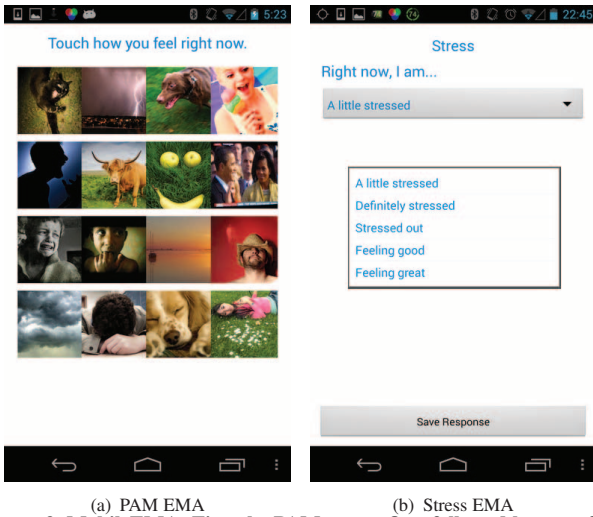 5:23
Touch how you feel right now.
74
22:45
Stress
Right now, I am...
A little stressed
A little stressed
Definitely stressed
Stressed out
Feeling good
Feeling great
Save Response
(a) PAM EMA
(b) Stress EMA